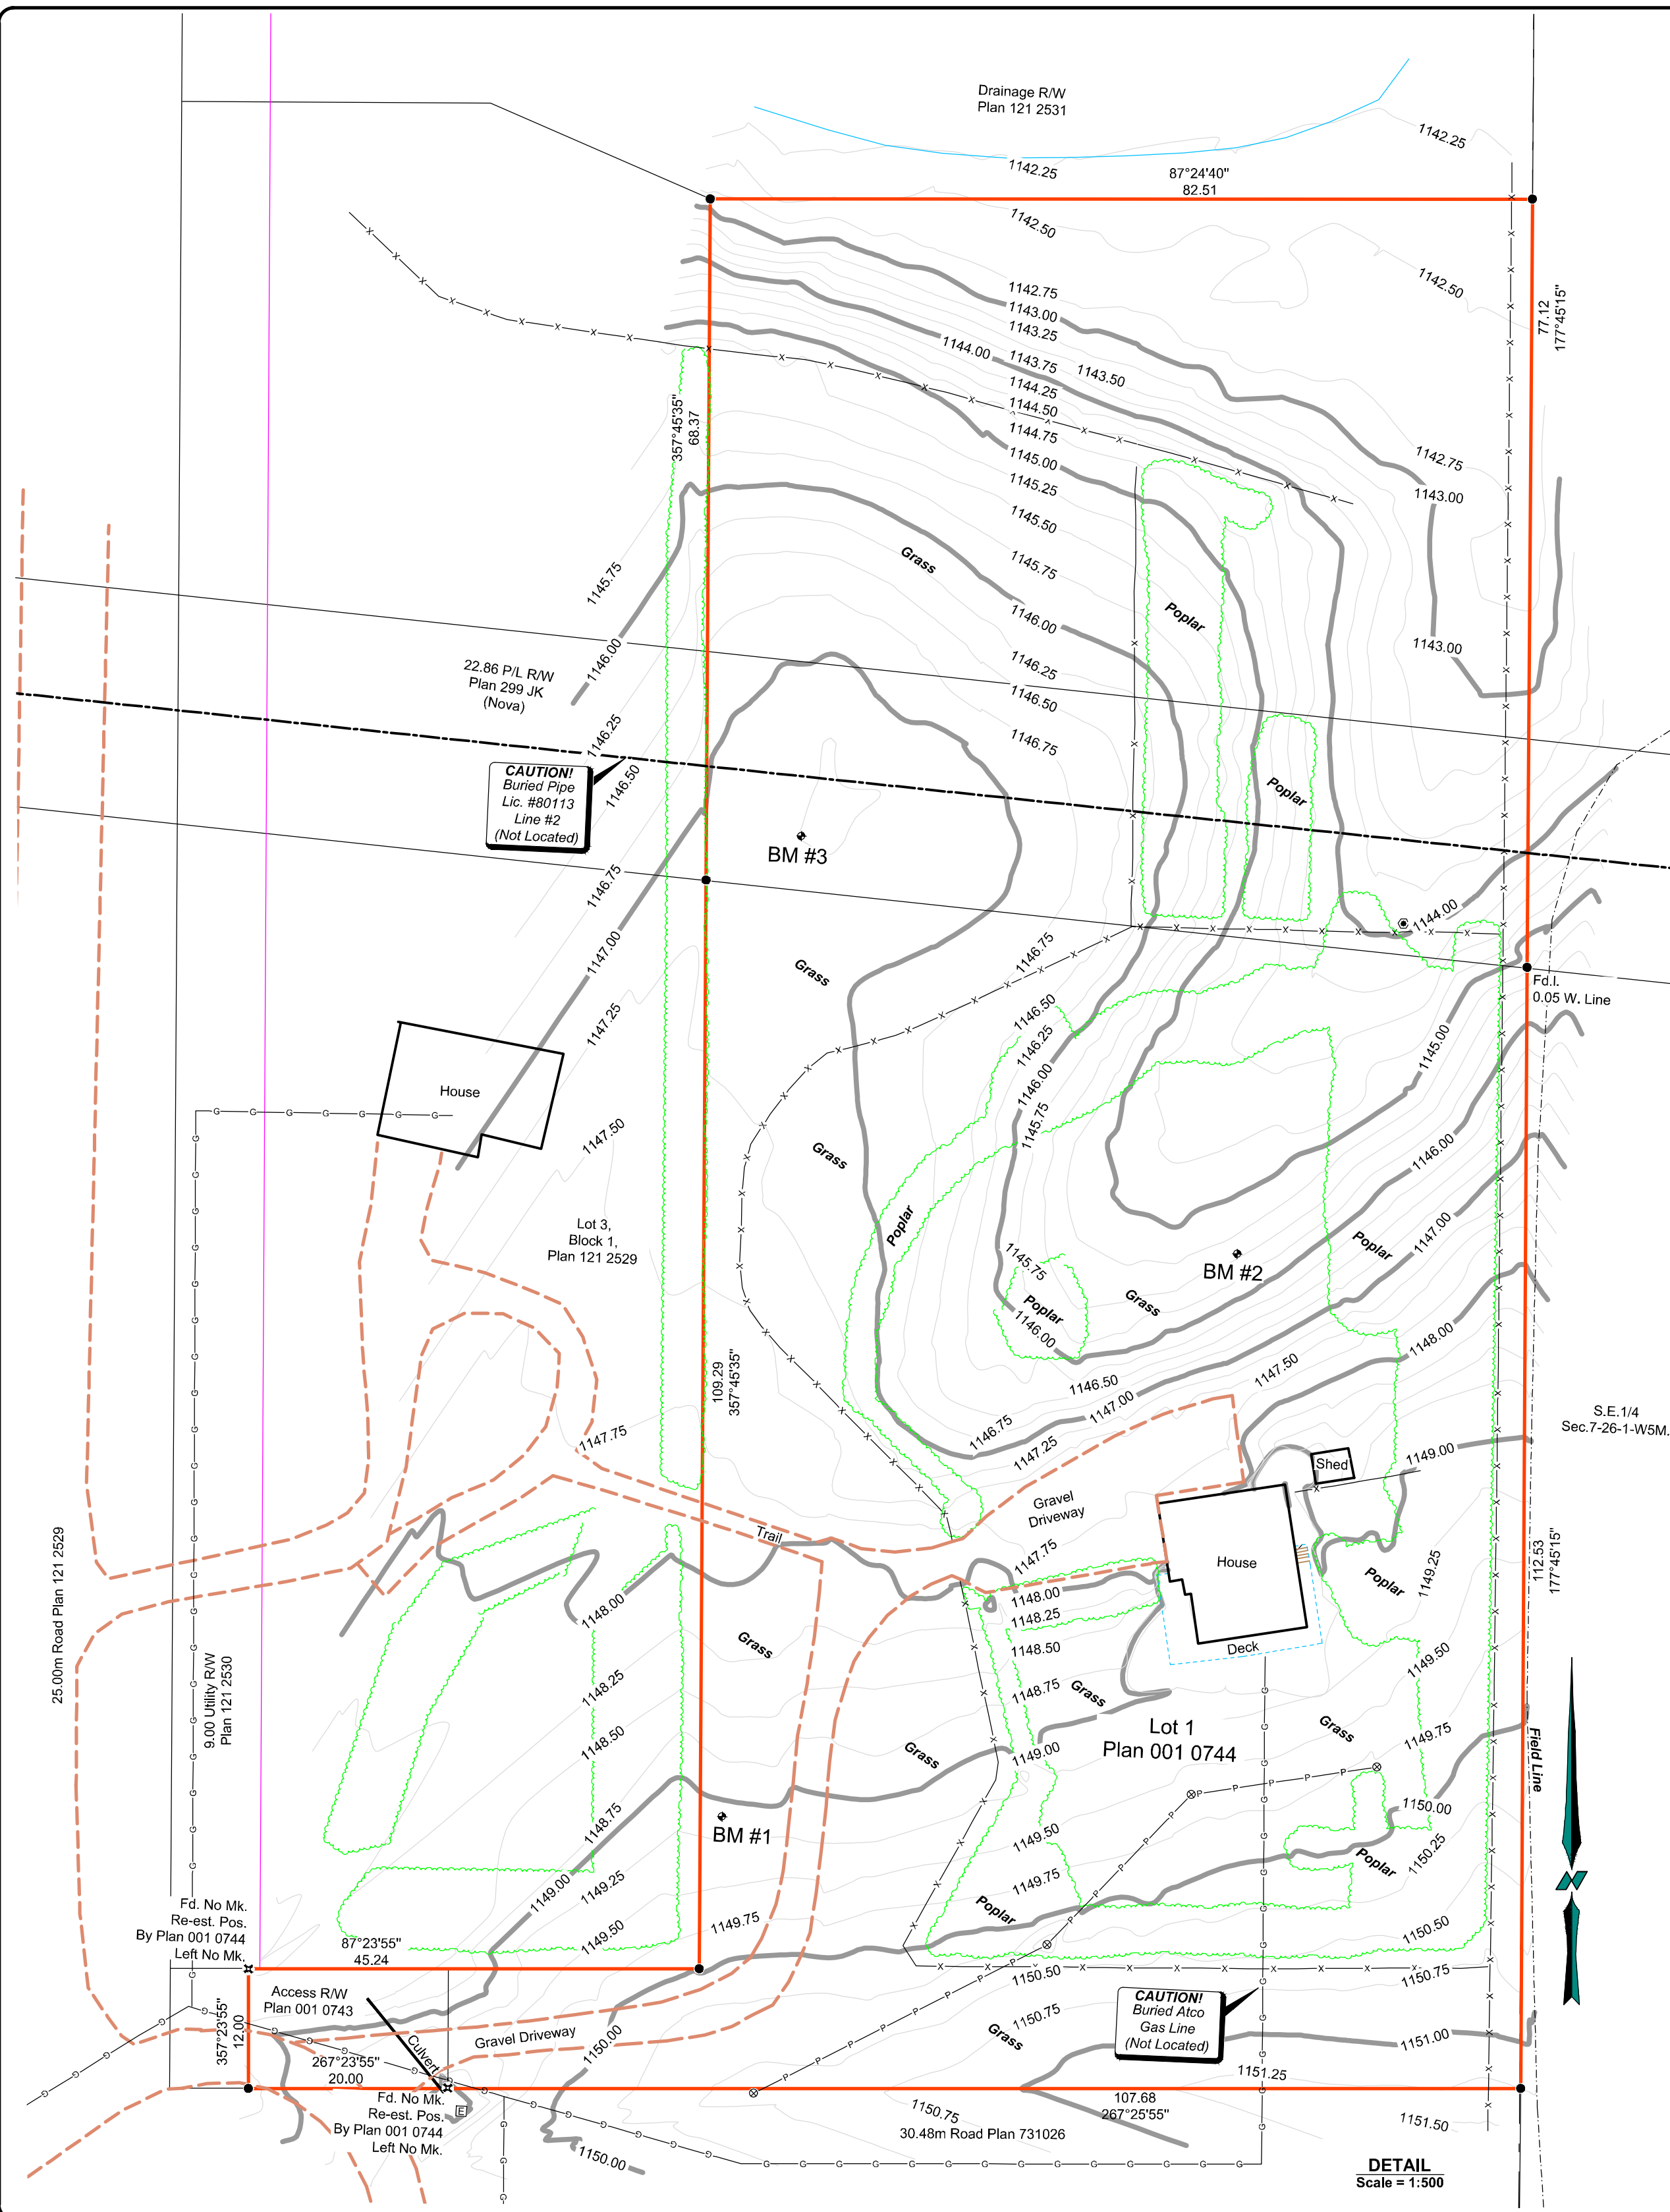 Drainage R/W
Plan 121 2531
1142.25
1142.25
87°24'40"
82.51
1142.50
1142.50
1142.75
1143.00
1143.25
1144.00
1143.75
1143.50
1144.25
1144.50
1144.75
1145.00
1145.25
1145.50
1145.75
1146.00
1146.25
1146.50
1146.75
77.12
177°45'15"
357°45'35"
68.37
1142.75
1143.00
1143.00
Grass
Poplar
Poplar
1145.75
1146.00
1146.25
1146.50
1146.75
1147.00
1147.25
1147.50
22.86 P/L R/W
Plan 299 JK
(Nova)
CAUTION!
Buried Pipe
Lic. #80113
Line #2
(Not Located)
BM #3
1144.00
1146.75
Grass
1146.50
1146.25
1146.00
1145.75
Fd.I.
0.05 W. Line
1145.00
1146.00
1147.00
1148.00
House
Grass
Poplar
Lot 3,
Block 1,
Plan 121 2529
1145.75
Poplar
1146.00
BM #2
Grass
Poplar
109.29
357°45'35"
1146.50
1147.50
1147.00
1146.75
1147.25
1147.75
S.E.1/4
Sec.7-26-1-W5M.
Shed
1149.00
Gravel
Driveway
Trail
1147.75
House
Deck
Poplar
1149.25
112.53
177°45'15"
25.00m Road Plan 121 2529
9.00 Utility R/W
Plan 121 2530
1148.00
1148.25
1148.50
1148.75
1149.00
1149.25
1149.50
1149.75
1148.00
1148.25
1148.50
1148.75
1149.00
1149.50
1149.75
Grass
Grass
Grass
Lot 1
Plan 001 0744
Grass
1149.50
1149.75
1150.00
1150.25
1150.50
1150.75
Field Line
BM #1
Poplar
Poplar
Fd. No Mk.
Re-est. Pos.
By Plan 001 0744
Left No Mk.
87°23'55"
45.24
Access R/W
Plan 001 0743
357°23'55"
12.00
267°23'55"
20.00
Culvert
Gravel Driveway
1150.00
1150.50
1150.75
Grass
CAUTION!
Buried Atco
Gas Line
(Not Located)
1151.00
1151.25
1151.50
Fd. No Mk.
Re-est. Pos.
By Plan 001 0744
Left No Mk.
E
1150.00
1150.75
107.68
267°25'55"
30.48m Road Plan 731026
DETAIL
Scale = 1:500